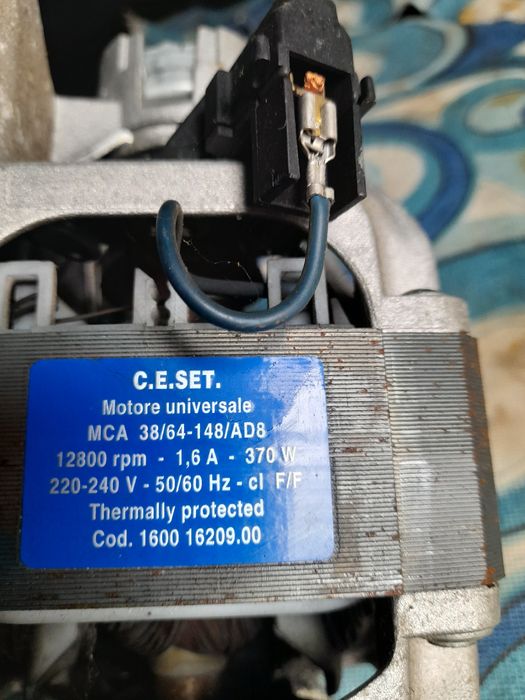 C.E.SET.
Motore universale
MCA 38/64-148/AD8
12800 rpm - 1,6 A - 370 W
220-240 V - 50/60 Hz - cl F/F
Thermally protected
Cod. 1600 16209.00